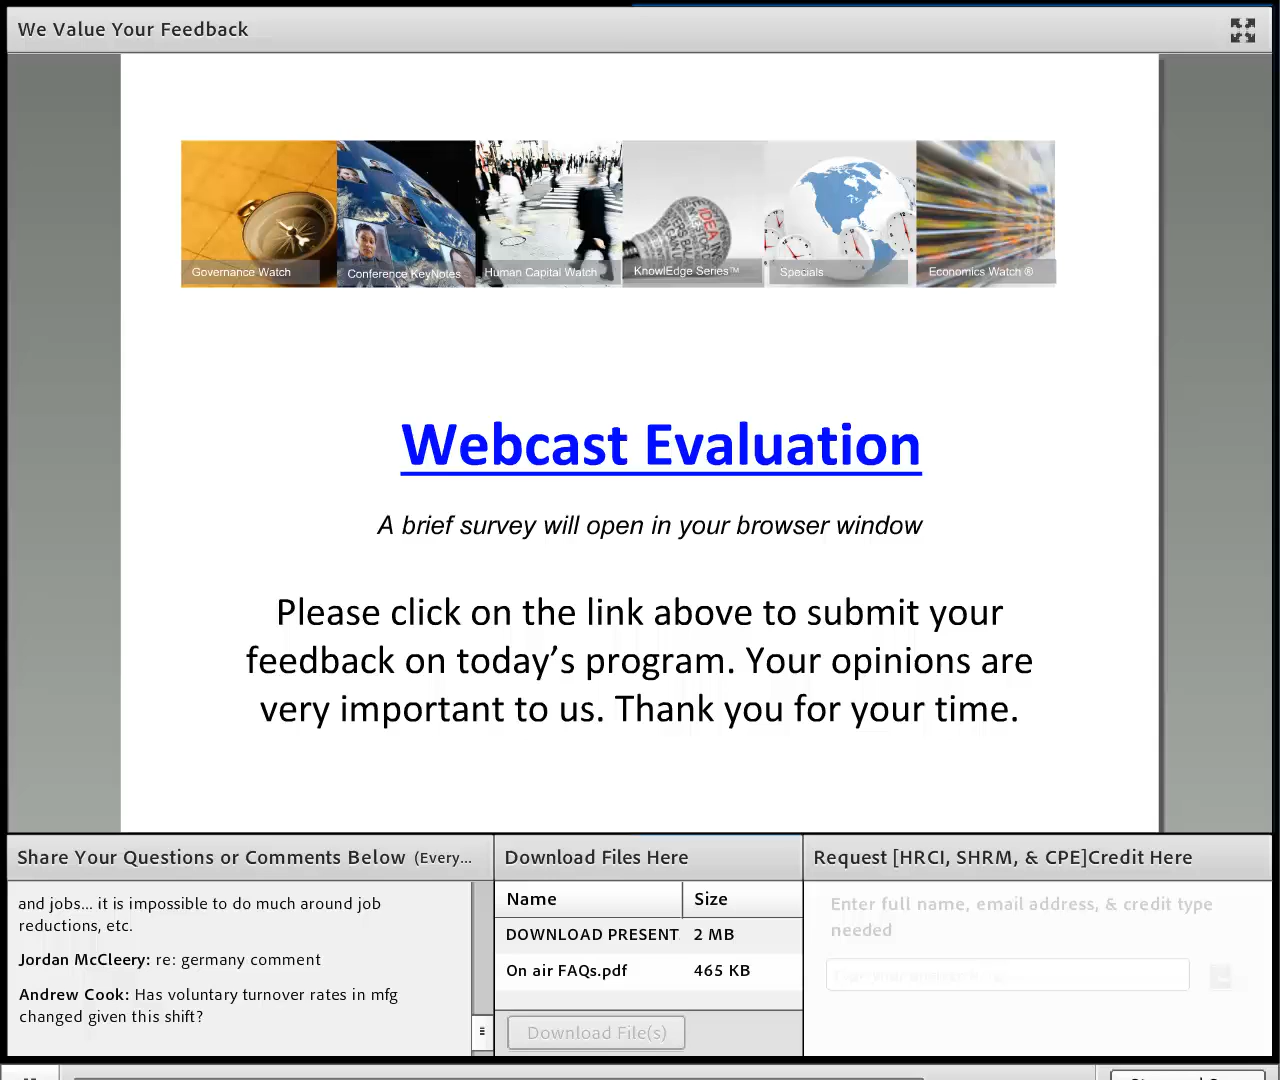 We Value Your Feedback
Governance Watch
Conference KeyNotes
Human Capital Watch
KnowlEdge Series™
Specials
Economics Watch ®
IDEA
Webcast Evaluation
A brief survey will open in your browser window
Please click on the link above to submit your
feedback on today’s program. Your opinions are
very important to us. Thank you for your time.
Share Your Questions or Comments Below (Every...
and jobs... it is impossible to do much around job
reductions, etc.
Jordan McCleery: re: germany comment
Andrew Cook: Has voluntary turnover rates in mfg
changed given this shift?
Download Files Here
Name Size
DOWNLOAD PRESENT 2 MB
On air FAQs.pdf 465 KB
Download File(s)
Request [HRCI, SHRM, & CPE]Credit Here
Enter full name, email address, & credit type
needed